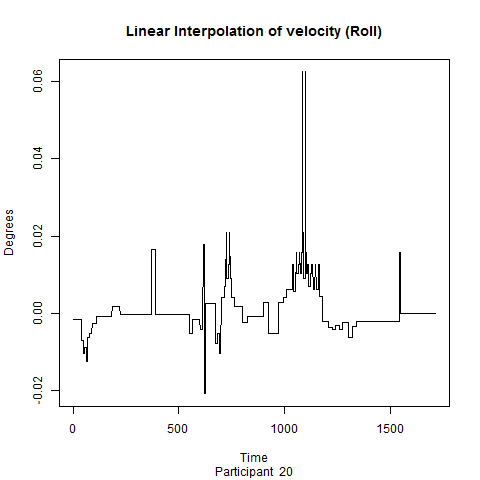 Linear Interpolation of velocity (Roll)
0.06
0.04
0.02
0.00
-0.02
Degrees
0 500 1000 1500
Time
Participant 20